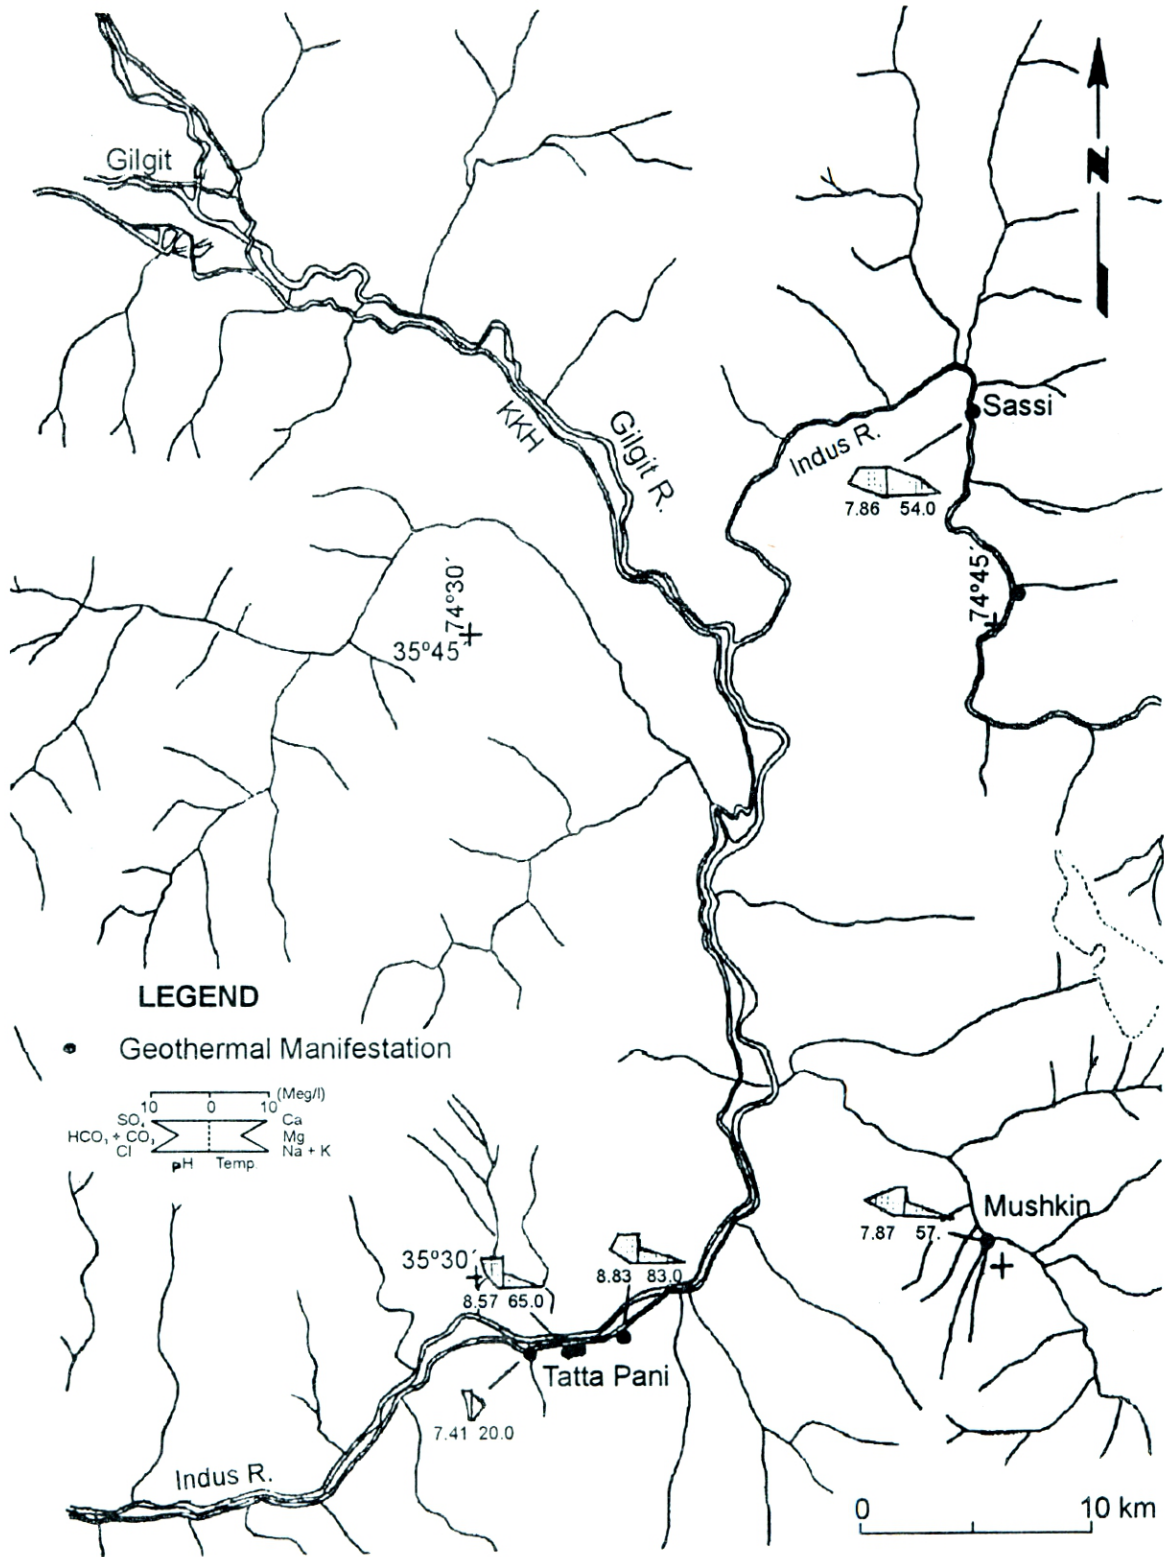 Gilgit
N
Sassi
Gilgit R.
KKH
Indus R.
7.86 54.0
74°30′
35°45′
74°45′
LEGEND
Geothermal Manifestation
(Meg/l)
10 0 10
SO₄ Ca
HCO₃ + CO₃ Mg
Cl Na + K
pH Temp.
Mushkin
7.87 57.
35°30′
8.83 83.0
8.57 65.0
Tatta Pani
7.41 20.0
Indus R.
0 10 km